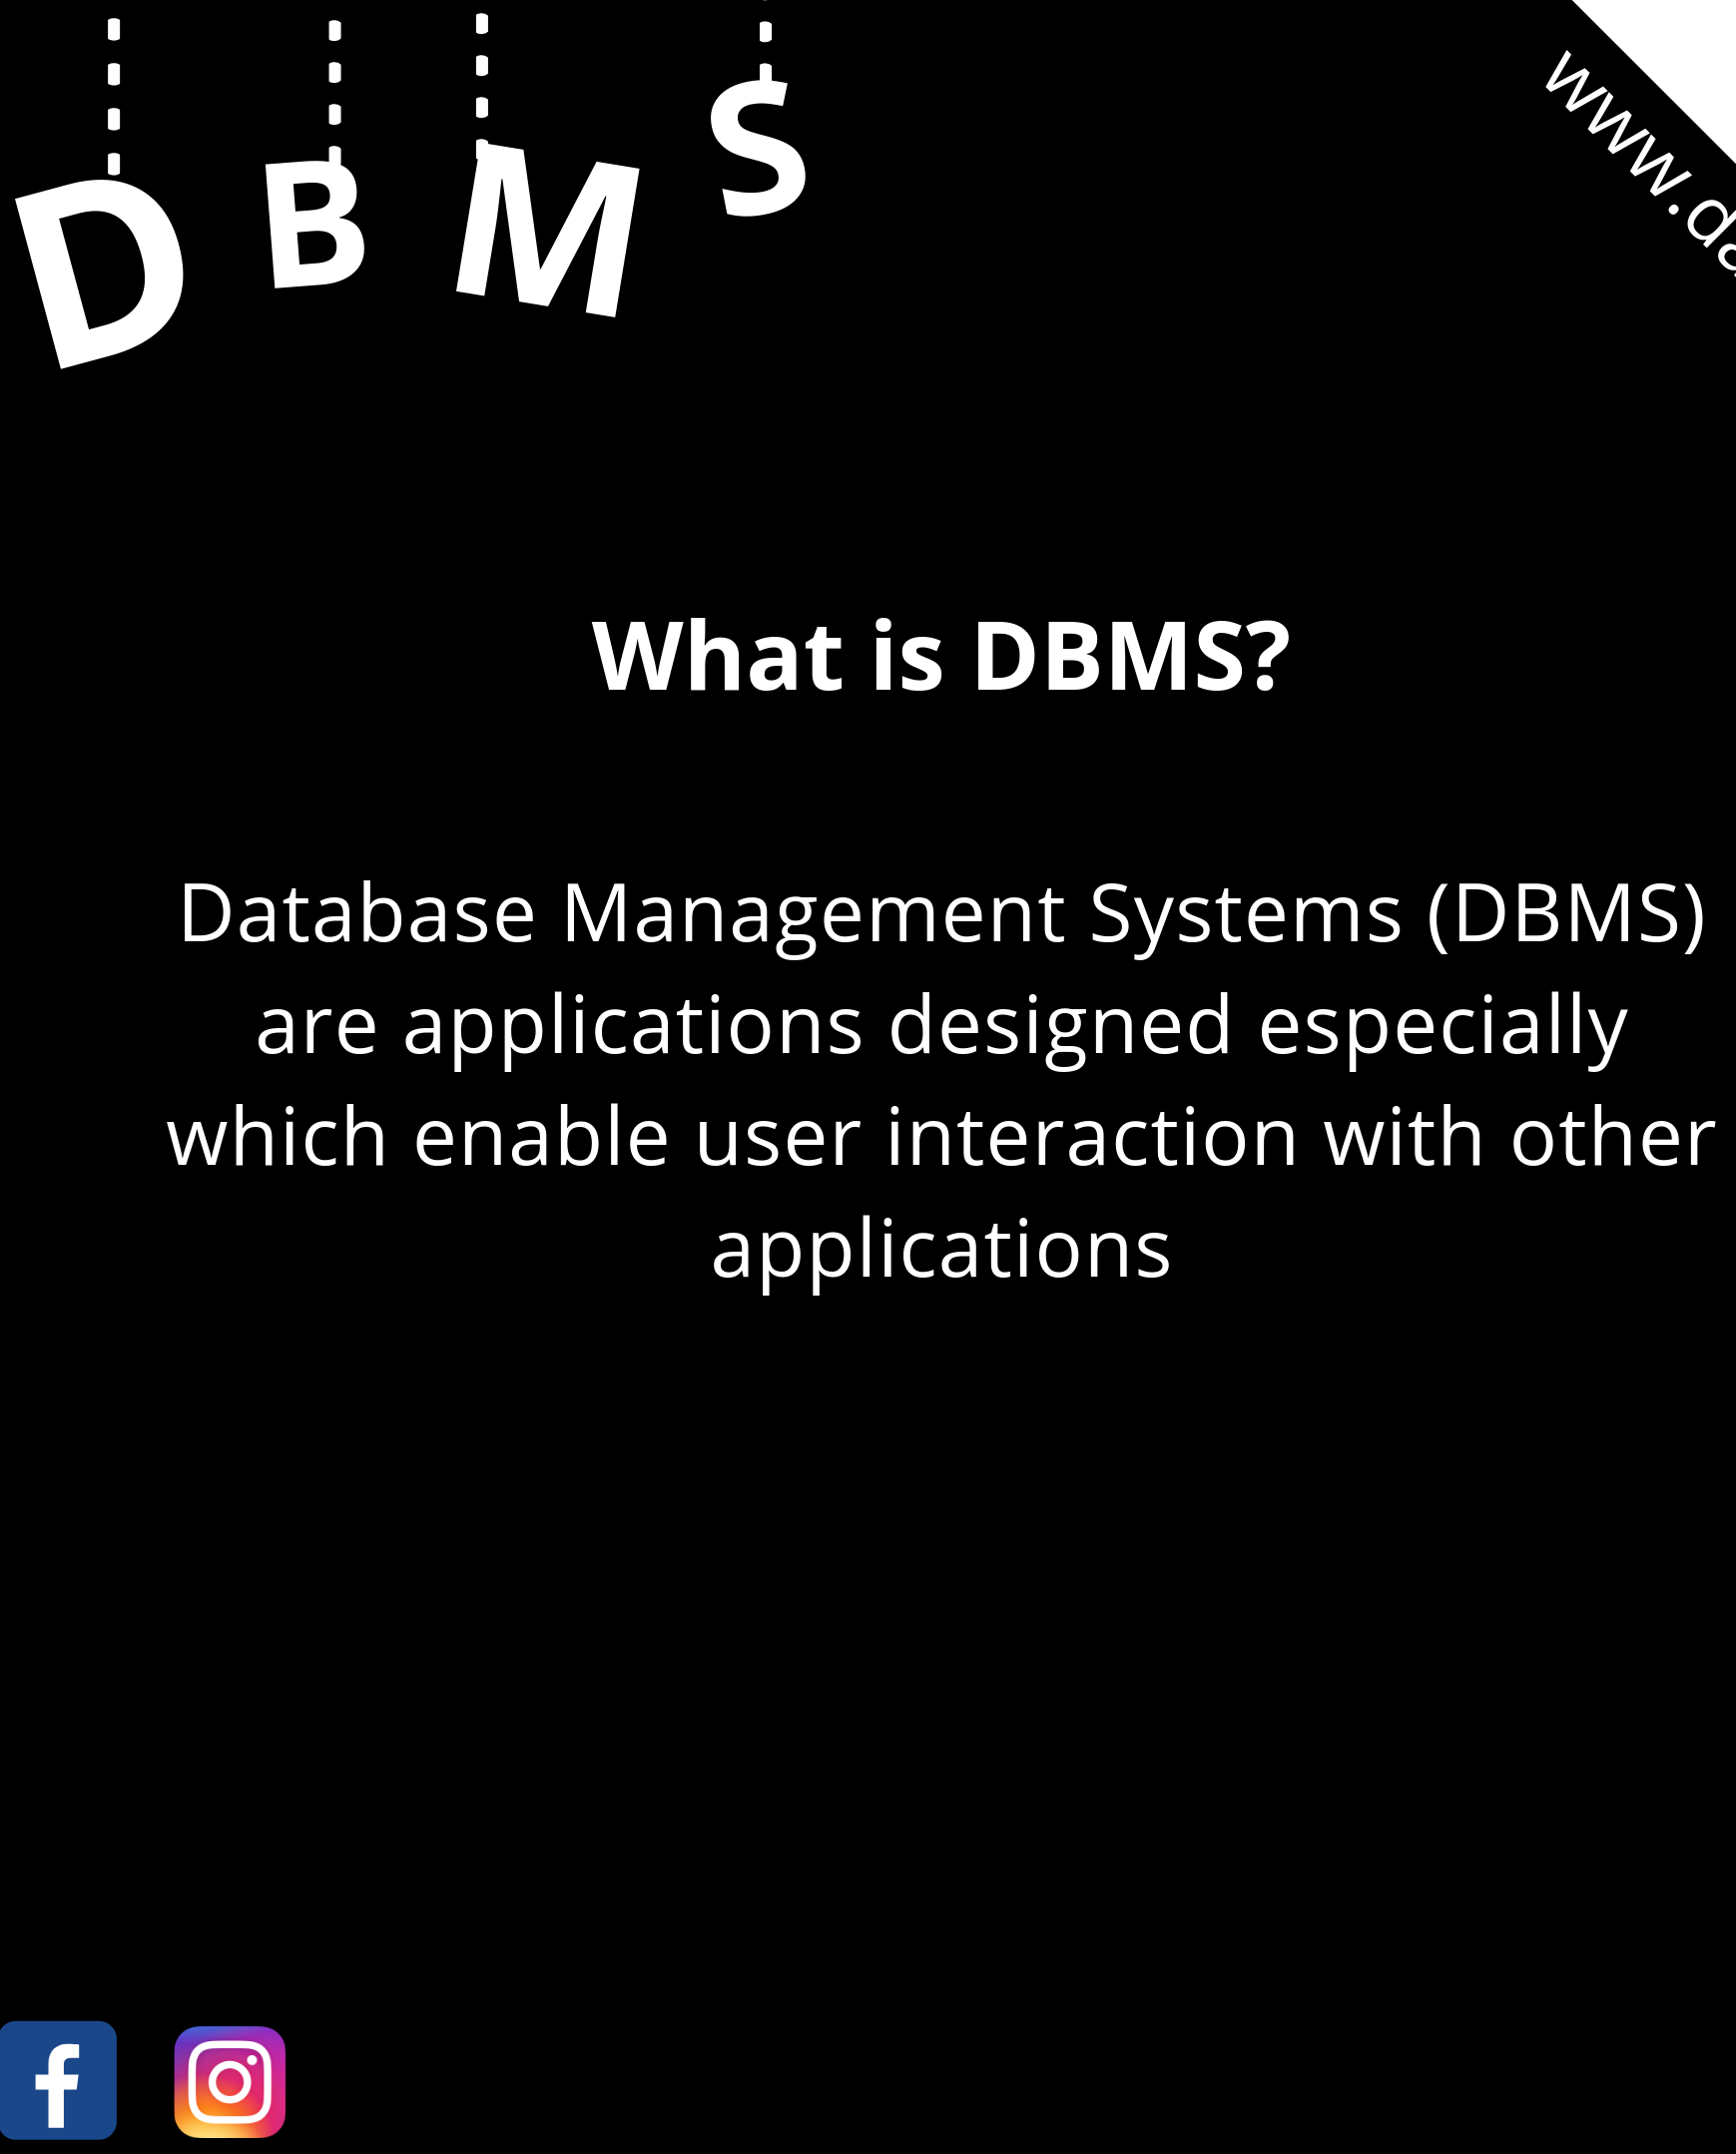 D B M S
www.da
What is DBMS?
Database Management Systems (DBMS)
are applications designed especially
which enable user interaction with other
applications